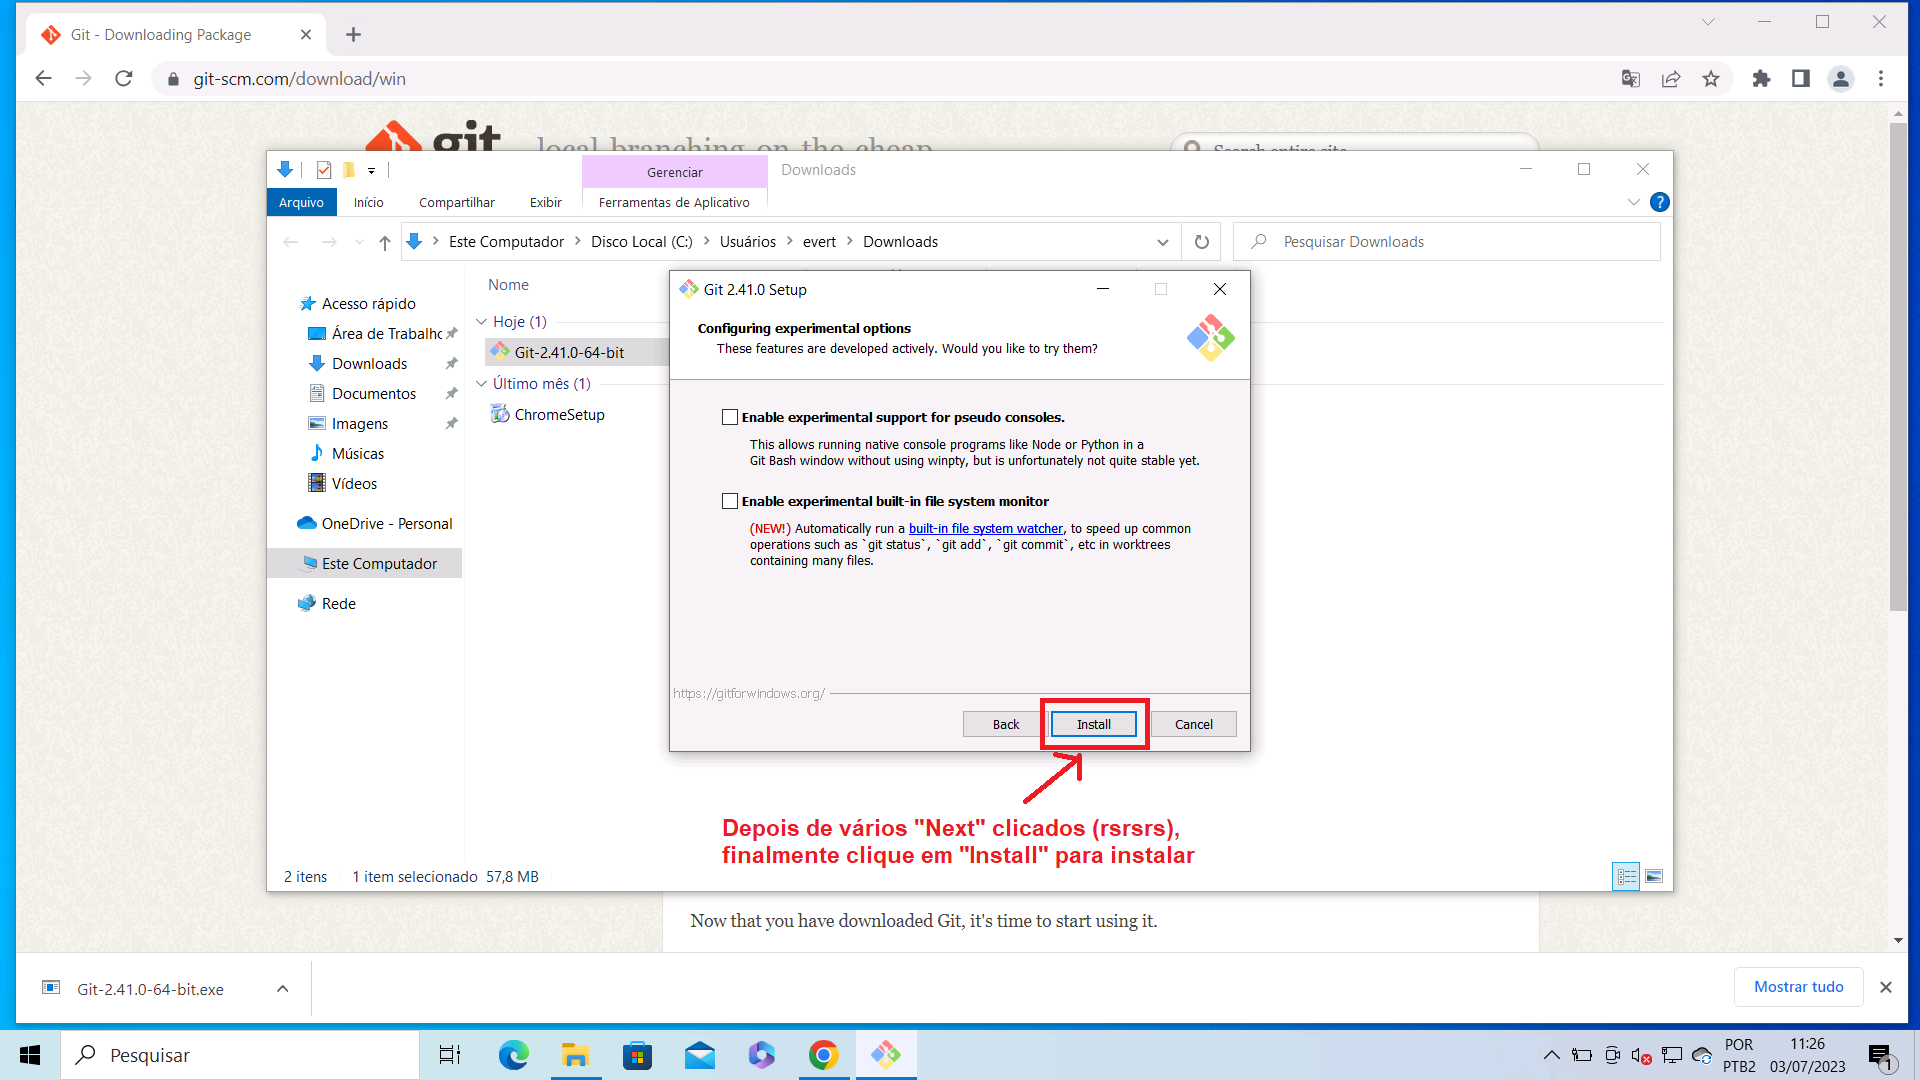 Git - Downloading Package
git-scm.com/download/win
git
local branching on the cheap
Search entire site...
Gerenciar
Downloads
Arquivo
Início
Compartilhar
Exibir
Ferramentas de Aplicativo
?
Este Computador > Disco Local (C:) > Usuários > evert > Downloads
Pesquisar Downloads
Nome
Acesso rápido
Área de Trabalho
Downloads
Documentos
Imagens
Músicas
Vídeos
OneDrive - Personal
Este Computador
Rede
Hoje (1)
Git-2.41.0-64-bit
Último mês (1)
ChromeSetup
Git 2.41.0 Setup
Configuring experimental options
These features are developed actively. Would you like to try them?
Enable experimental support for pseudo consoles.
This allows running native console programs like Node or Python in a
Git Bash window without using winpty, but is unfortunately not quite stable yet.
Enable experimental built-in file system monitor
(NEW!) Automatically run a built-in file system watcher, to speed up common
operations such as `git status`, `git add`, `git commit`, etc in worktrees
containing many files.
https://gitforwindows.org/
Back
Install
Cancel
Depois de vários "Next" clicados (rsrsrs),
finalmente clique em "Install" para instalar
2 itens
1 item selecionado 57,8 MB
Now that you have downloaded Git, it's time to start using it.
Git-2.41.0-64-bit.exe
Mostrar tudo
Pesquisar
POR
PTB2
11:26
03/07/2023
1